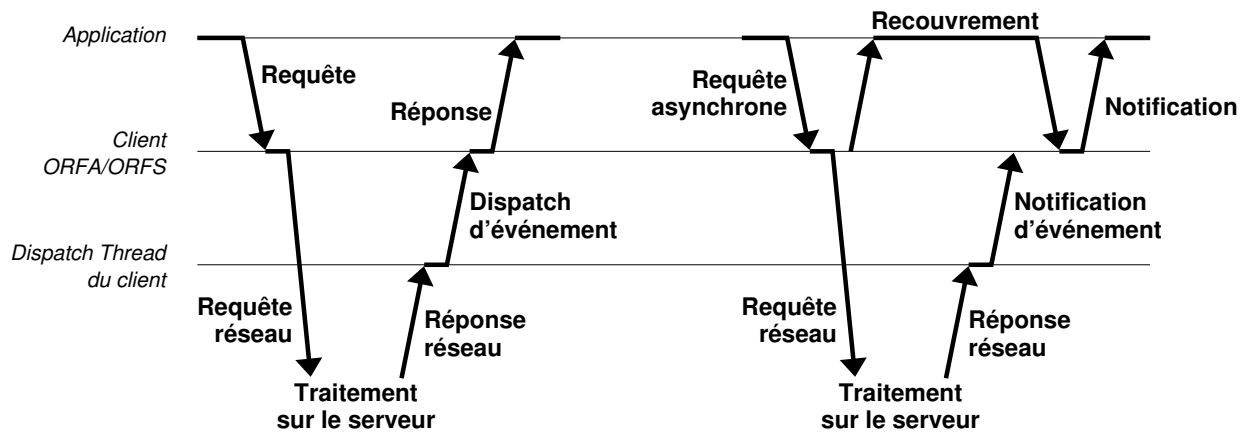 Recouvrement
Application
Requête
Requête
asynchrone
Réponse
Notification
Client
ORFA/ORFS
Dispatch
d’événement
Notification
d’événement
Dispatch Thread
du client
Requête
réseau
Réponse
réseau
Requête
réseau
Réponse
réseau
Traitement
sur le serveur
Traitement
sur le serveur